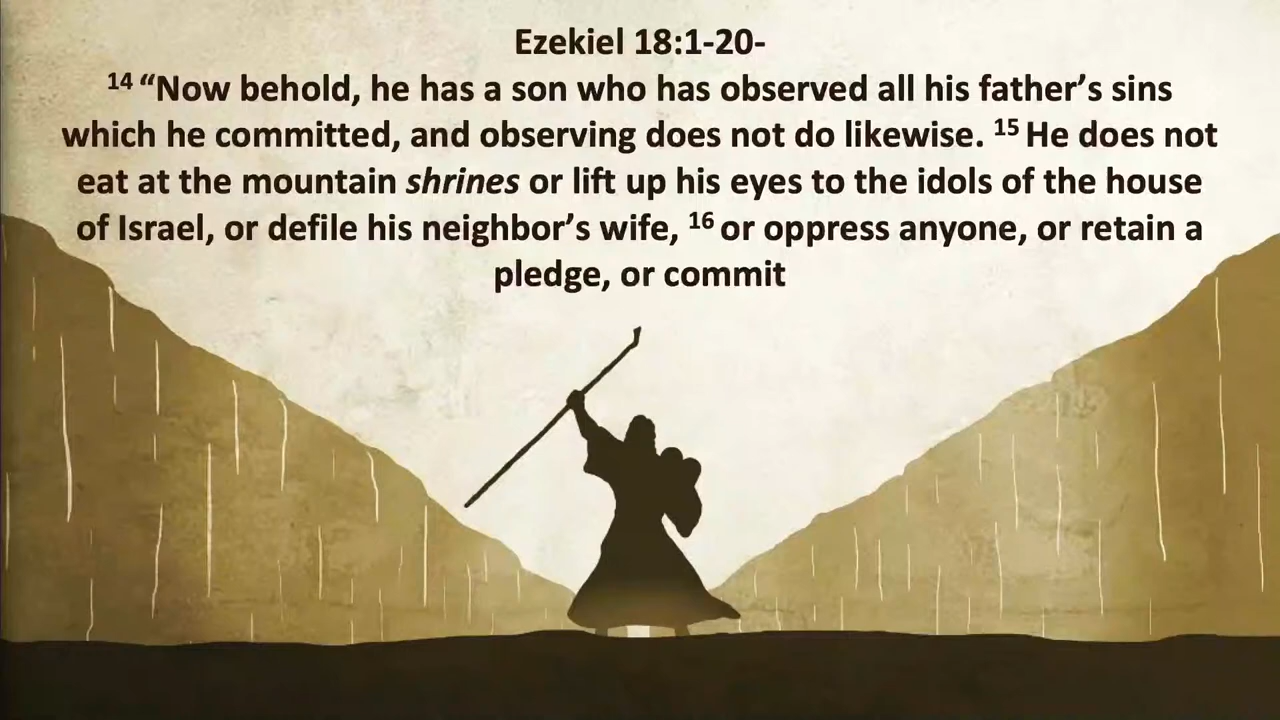 Ezekiel 18:1-20-
14 “Now behold, he has a son who has observed all his father’s sins
which he committed, and observing does not do likewise. 15 He does not
eat at the mountain shrines or lift up his eyes to the idols of the house
of Israel, or defile his neighbor’s wife, 16 or oppress anyone, or retain a
pledge, or commit